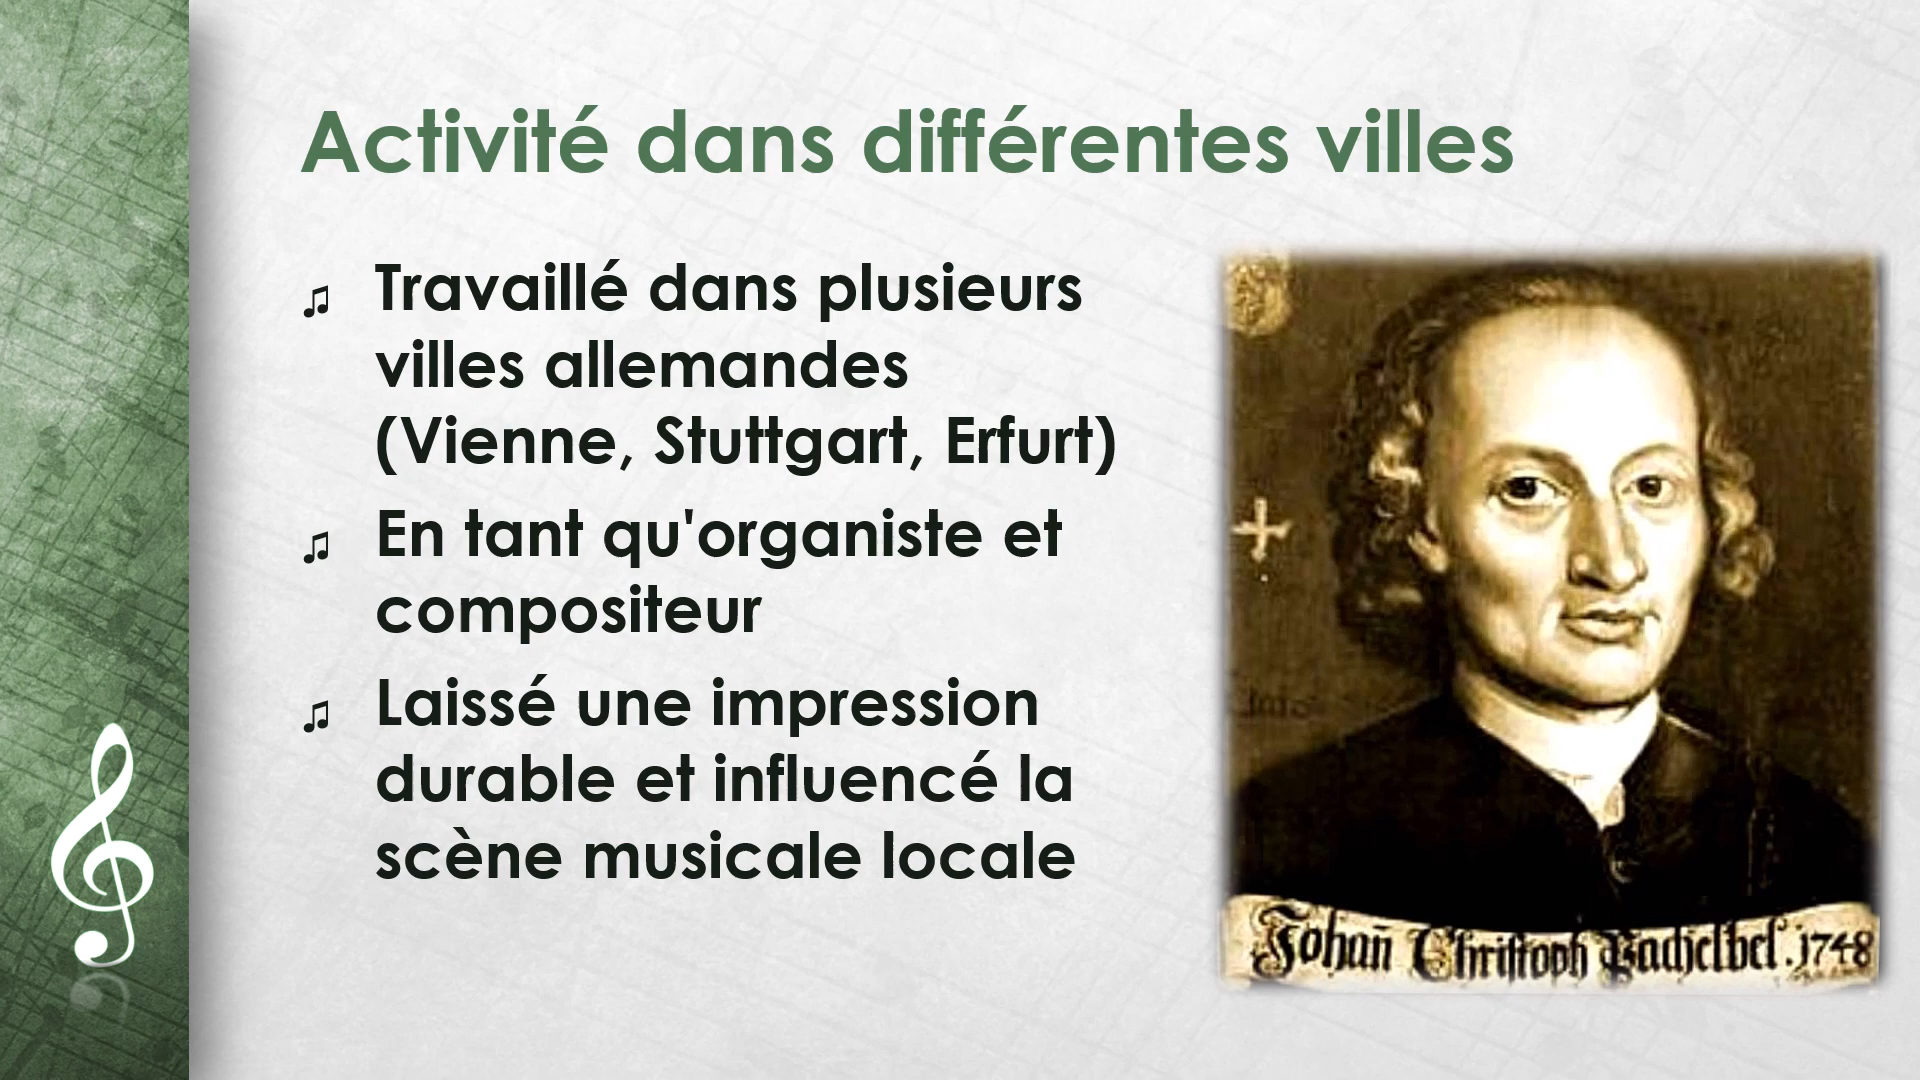 Activité dans différentes villes
♫ Travaillé dans plusieurs
villes allemandes
(Vienne, Stuttgart, Erfurt)
♫ En tant qu'organiste et
compositeur
♫ Laissé une impression
durable et influencé la
scène musicale locale
Johañ Christoph Pachelbel. 1748